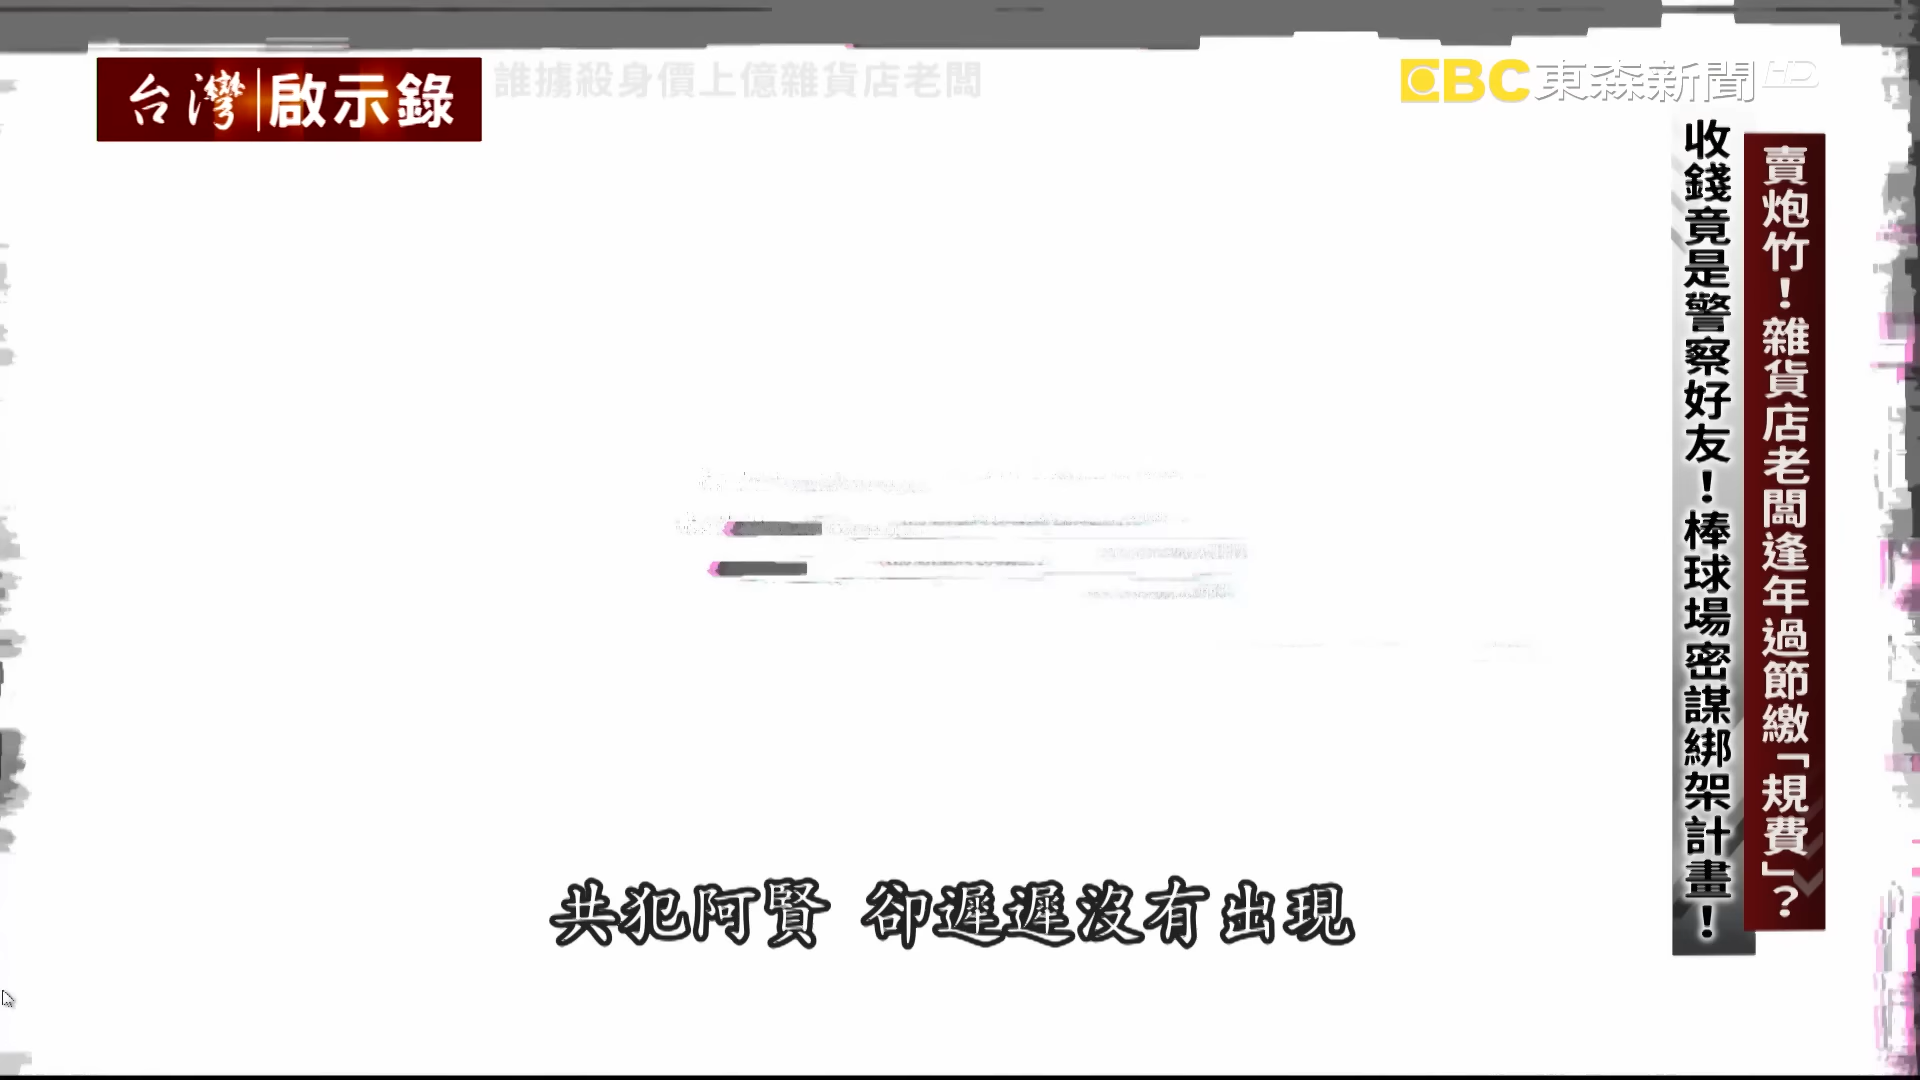 台灣啟示錄
誰擄殺身價上億雜貨店老闆
EBC東森新聞HD
賣炮竹！雜貨店老闆逢年過節繳「規費」？
收錢竟是警察好友！棒球場密謀綁架計畫！
共犯阿賢 卻遲遲沒有出現